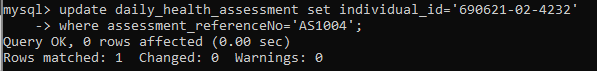 mysql> update daily_health_assessment set individual_id='690621-02-4232'
    -> where assessment_referenceNo='AS1004';
Query OK, 0 rows affected (0.00 sec)
Rows matched: 1  Changed: 0  Warnings: 0